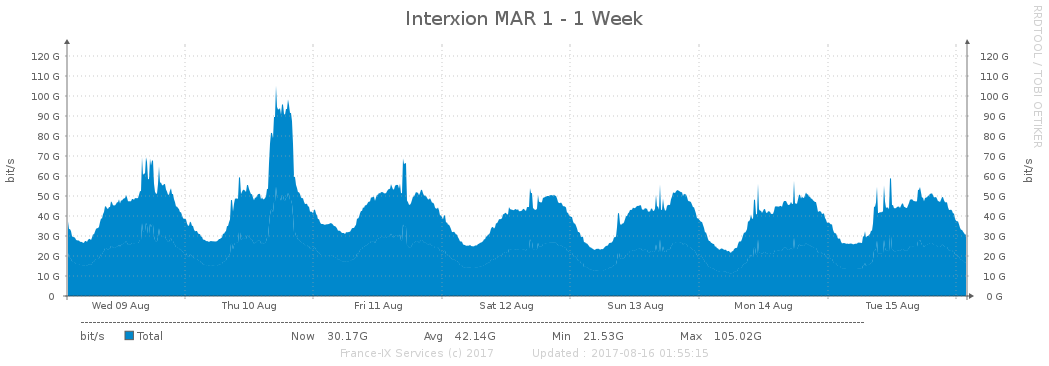 Interxion MAR 1 - 1 Week
RRDTOOL / TOBI OETIKER
bit/s
120 G
110 G
100 G
90 G
80 G
70 G
60 G
50 G
40 G
30 G
20 G
10 G
0
120 G
110 G
100 G
90 G
80 G
70 G
60 G
50 G
40 G
30 G
20 G
10 G
0 G
bit/s
Wed 09 Aug Thu 10 Aug Fri 11 Aug Sat 12 Aug Sun 13 Aug Mon 14 Aug Tue 15 Aug
bit/s Total Now 30.17G Avg 42.14G Min 21.53G Max 105.02G
France-IX Services (c) 2017 Updated : 2017-08-16 01:55:15